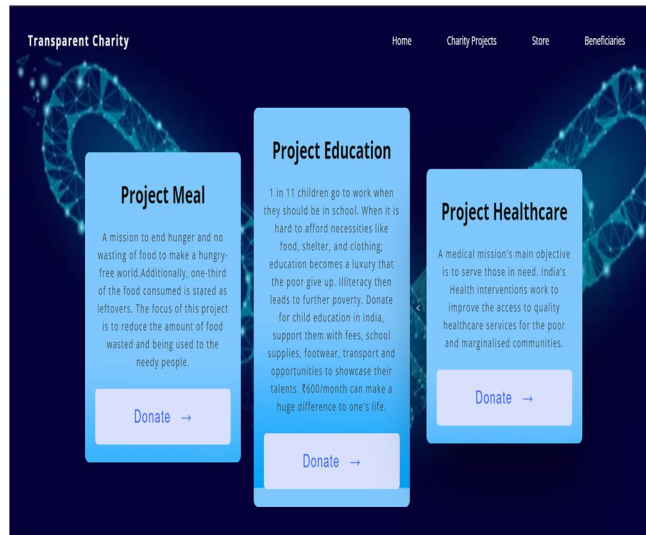 Transparent Charity
Home Charity Projects Store Beneficiaries
Project Meal
A mission to end hunger and no
wasting of food to make a hungry-
free world.Additionally, one-third
of the food consumed is stated as
leftovers. The focus of this project
is to reduce the amount of food
wasted and being used to the
needy people.
Donate →
Project Education
1 in 11 children go to work when
they should be in school. When it is
hard to afford necessities like
food, shelter, and clothing;
education becomes a luxury that
the poor give up. Illiteracy then
leads to further poverty. Donate
for child education in India,
support them with fees, school
supplies, footwear, transport and
opportunities to showcase their
talents. ₹600/month can make a
huge difference to one's life.
Donate →
Project Healthcare
A medical mission's main objective
is to serve those in need. India's
Health interventions work to
improve the access to quality
healthcare services for the poor
and marginalised communities.
Donate →